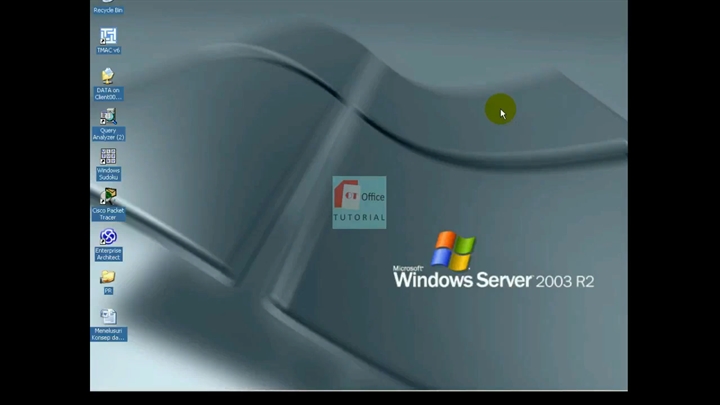 Recycle Bin
TMAC v6
DATA on
Client00...
Query
Analyzer (2)
Windows
Sudoku
Cisco Packet
Tracer
Enterprise
Architect
PR
Menelusuri
Konsep da...
OT Office
TUTORIAL
Microsoft
Windows Server 2003 R2